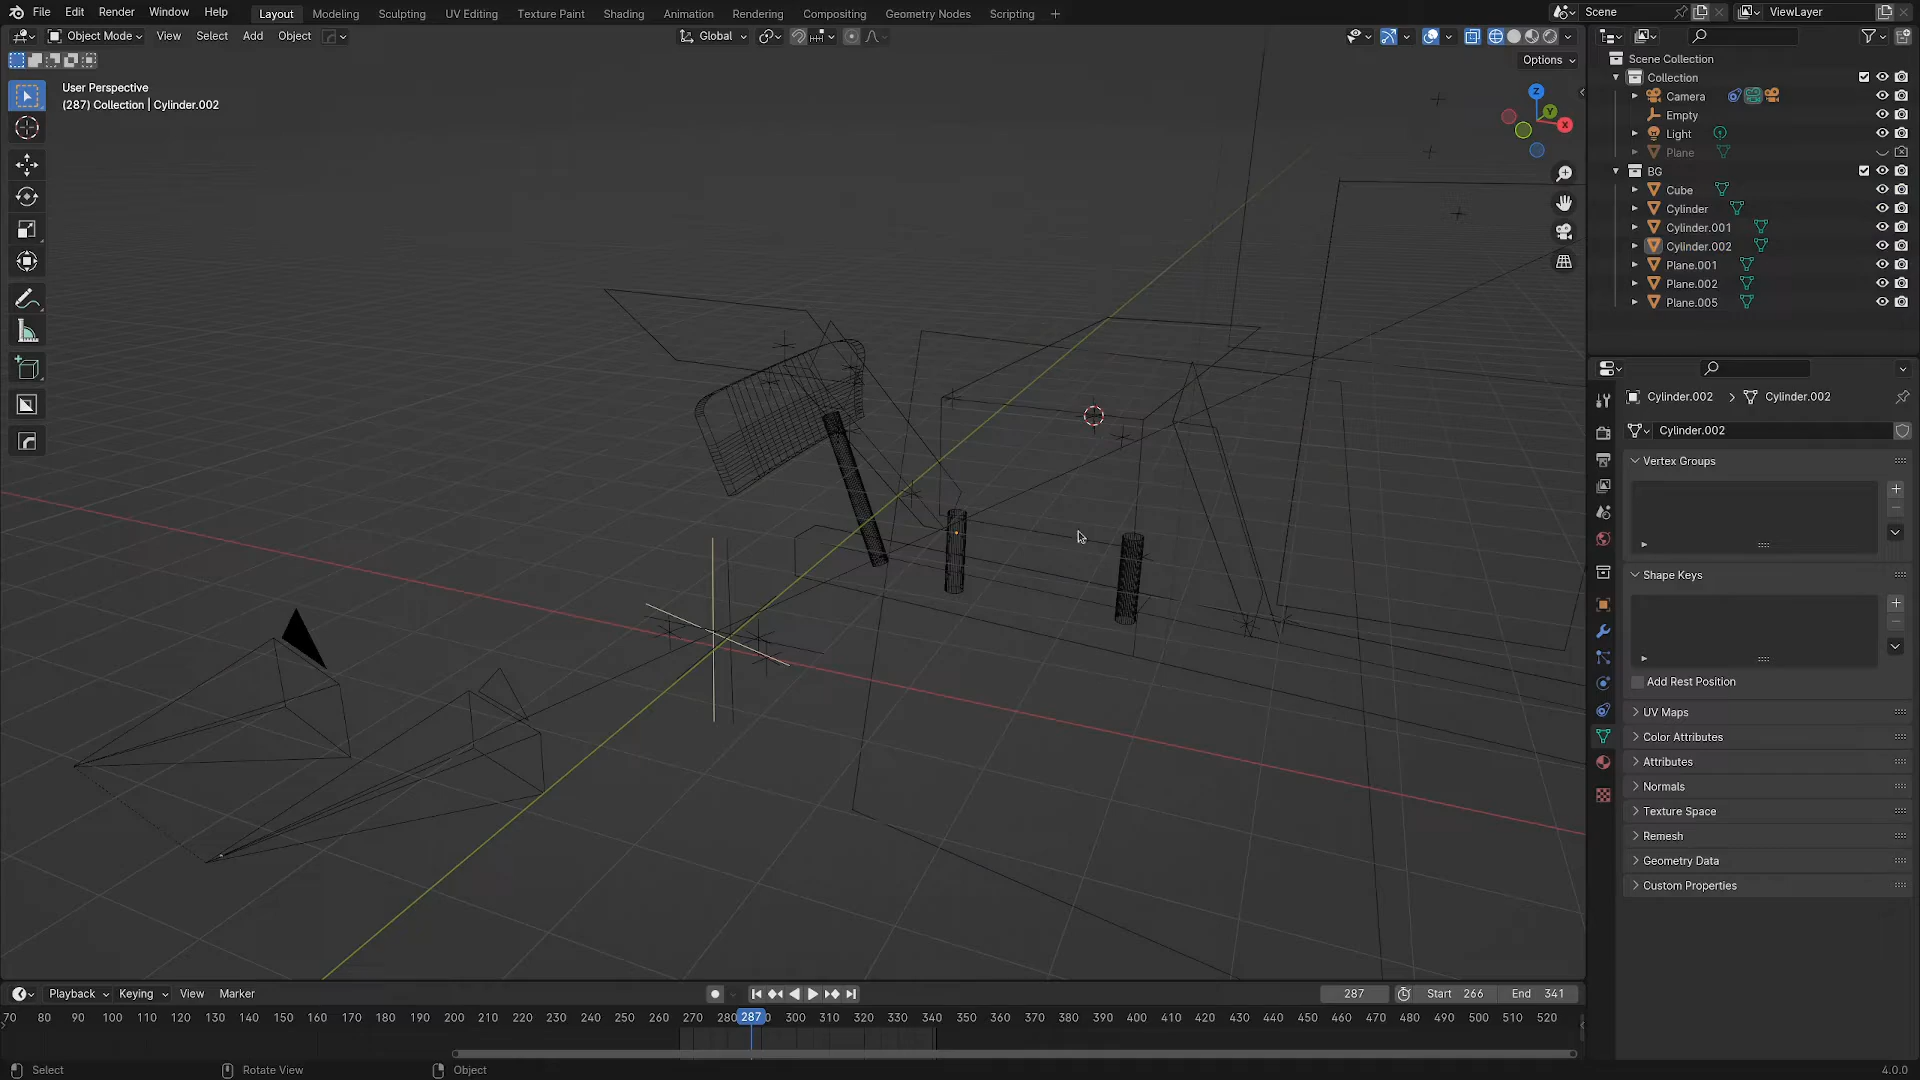 File Edit Render Window Help Layout Modeling Sculpting UV Editing Texture Paint Shading Animation Rendering Compositing Geometry Nodes Scripting + Scene ViewLayer
Object Mode View Select Add Object Global
Options
User Perspective
(287) Collection | Cylinder.002
Z
Y
X
Scene Collection
Collection
Camera
Empty
Light
Plane
BG
Cube
Cylinder
Cylinder.001
Cylinder.002
Plane.001
Plane.002
Plane.005
Cylinder.002 > Cylinder.002
Cylinder.002
Vertex Groups
Shape Keys
Add Rest Position
UV Maps
Color Attributes
Attributes
Normals
Texture Space
Remesh
Geometry Data
Custom Properties
Playback Keying View Marker 287 Start 266 End 341
70 80 90 100 110 120 130 140 150 160 170 180 190 200 210 220 230 240 250 260 270 280 287 300 310 320 330 340 350 360 370 380 390 400 410 420 430 440 450 460 470 480 490 500 510 520
Select Rotate View Object 4.0.0